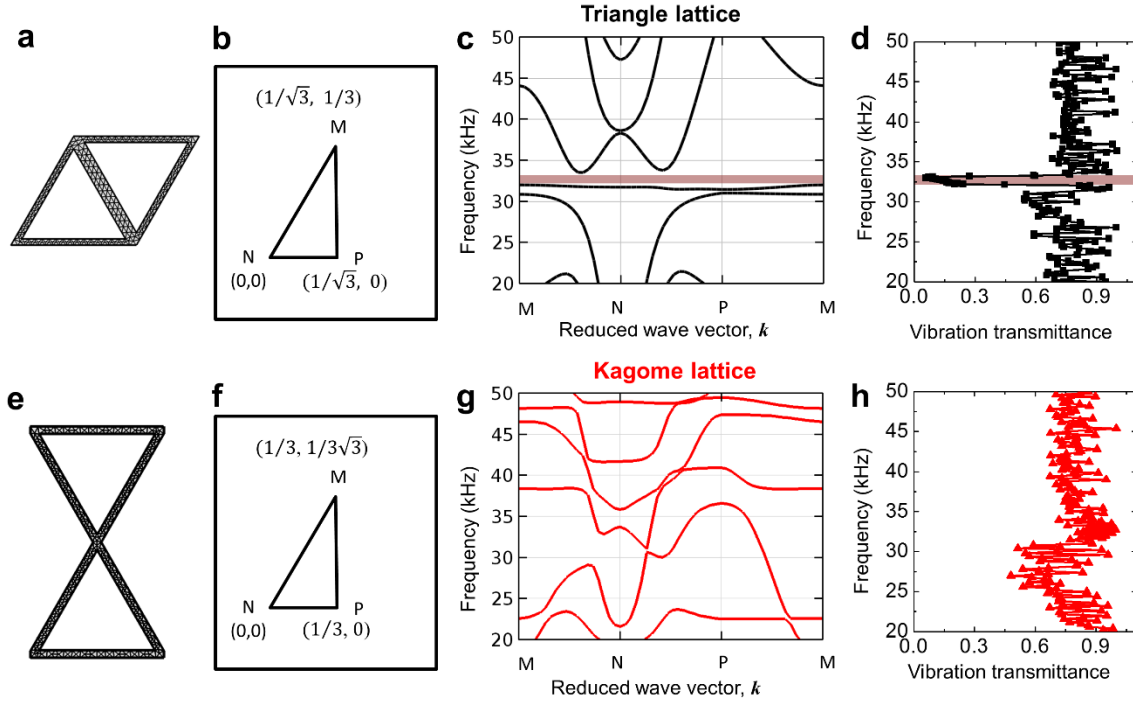 Triangle lattice
a
b
c
d
(1/√3, 1/3)
M
N
P
(0,0)
(1/√3, 0)
Frequency (kHz)
50
45
40
35
30
25
20
M
N
P
M
Reduced wave vector, k
Frequency (kHz)
50
45
40
35
30
25
20
0.0
0.3
0.6
0.9
Vibration transmittance
Kagome lattice
e
f
g
h
(1/3, 1/3√3)
M
N
P
(0,0)
(1/3, 0)
Frequency (kHz)
50
45
40
35
30
25
20
M
N
P
M
Reduced wave vector, k
Frequency (kHz)
50
45
40
35
30
25
20
0.0
0.3
0.6
0.9
Vibration transmittance